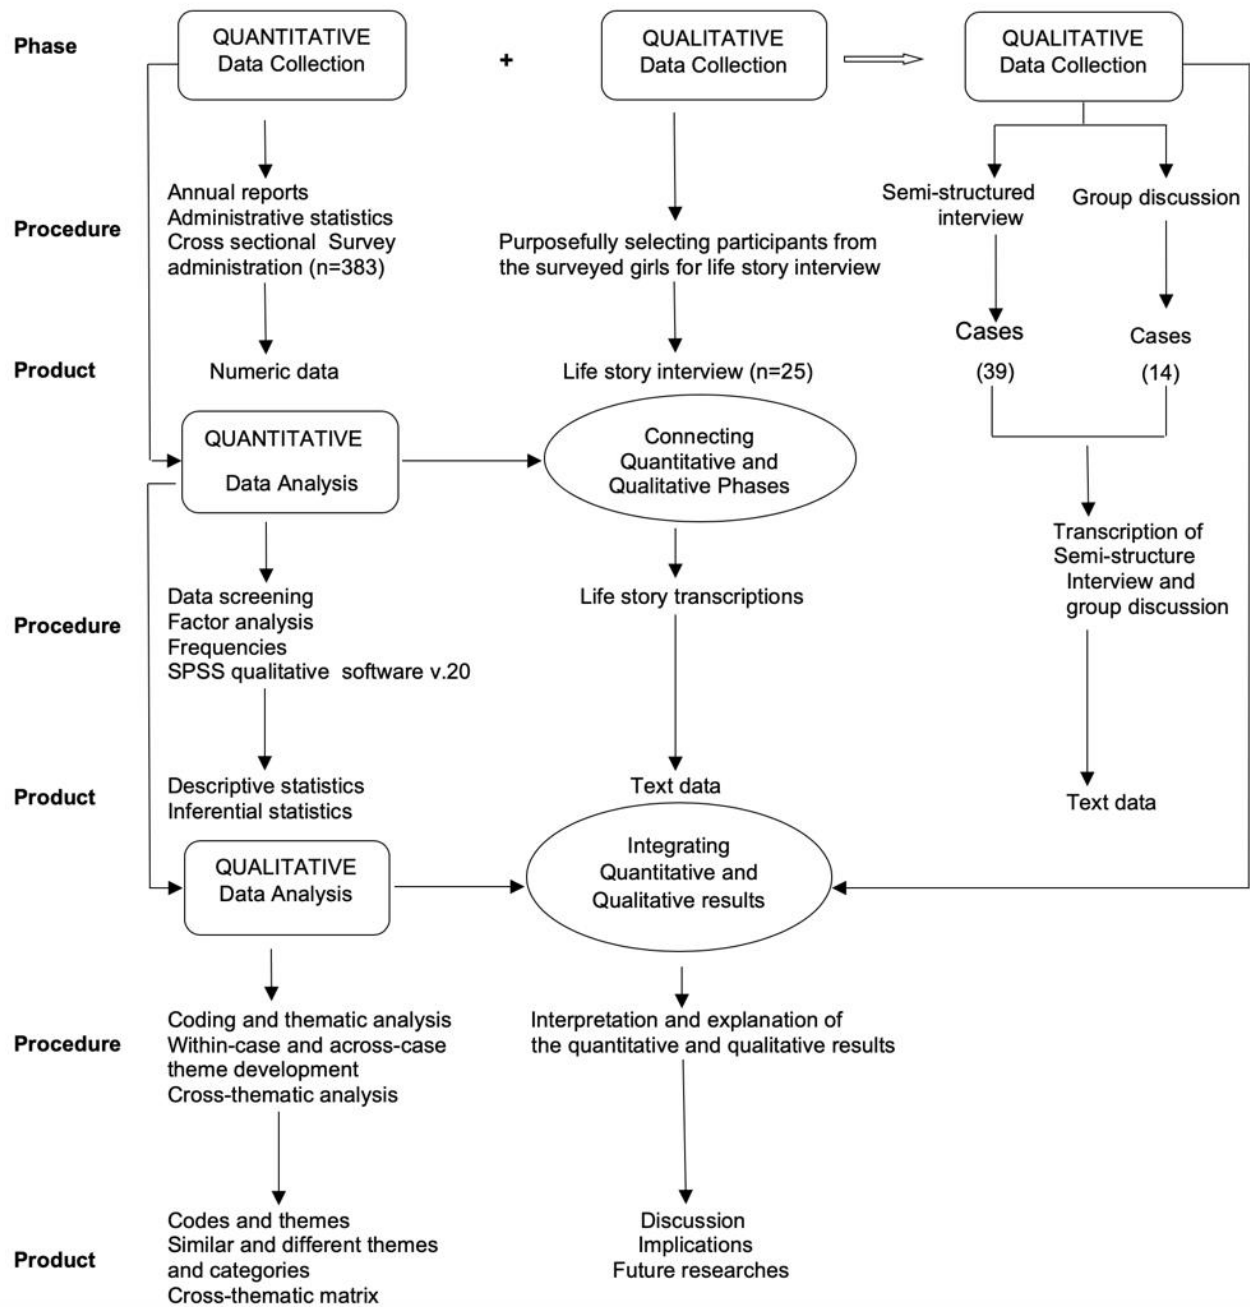 Phase
QUANTITATIVE
Data Collection
+
QUALITATIVE
Data Collection
QUALITATIVE
Data Collection
Procedure
Annual reports
Administrative statistics
Cross sectional Survey
administration (n=383)
Purposefully selecting participants from
the surveyed girls for life story interview
Semi-structured
interview
Group discussion
Cases
(39)
Cases
(14)
Product
Numeric data
Life story interview (n=25)
QUANTITATIVE
Data Analysis
Connecting
Quantitative and
Qualitative Phases
Transcription of
Semi-structure
Interview and
group discussion
Procedure
Data screening
Factor analysis
Frequencies
SPSS qualitative software v.20
Life story transcriptions
Product
Descriptive statistics
Inferential statistics
Text data
Text data
QUALITATIVE
Data Analysis
Integrating
Quantitative and
Qualitative results
Procedure
Coding and thematic analysis
Within-case and across-case
theme development
Cross-thematic analysis
Interpretation and explanation of
the quantitative and qualitative results
Product
Codes and themes
Similar and different themes
and categories
Cross-thematic matrix
Discussion
Implications
Future researches